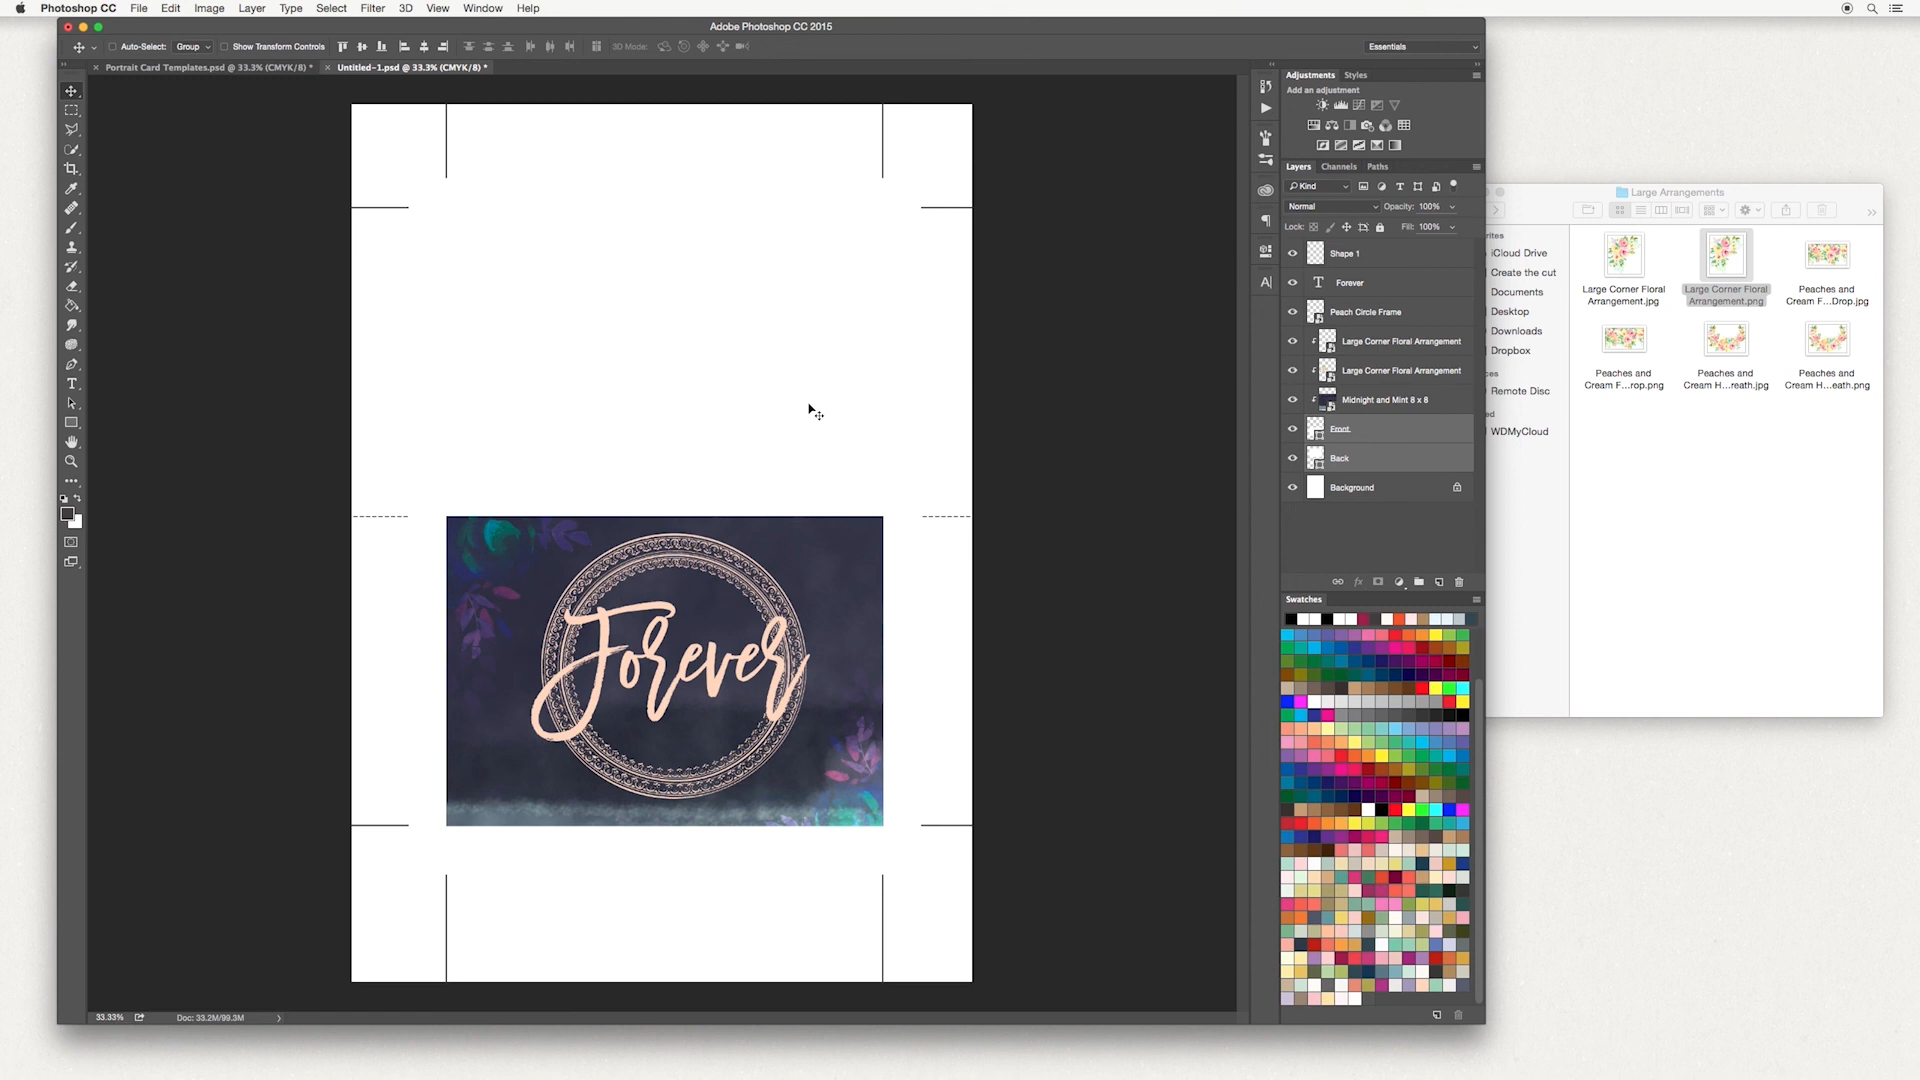 Photoshop CC File Edit Image Layer Type Select Filter 3D View Window Help
Adobe Photoshop CC 2015
Auto-Select: Group Show Transform Controls 3D Mode: Essentials
Portrait Card Templates.psd @ 33.3% (CMYK/8) * Untitled-1.psd @ 33.3% (CMYK/8) *
Adjustments Styles
Add an adjustment
Layers Channels Paths
Kind
Normal Opacity: 100%
Lock: Fill: 100%
Shape 1
Forever
Peach Circle Frame
Large Corner Floral Arrangement
Large Corner Floral Arrangement
Midnight and Mint 8 x 8
Front
Back
Background
Swatches
Forever
33.33% Doc: 33.2M/99.3M
Large Arrangements
rites
iCloud Drive
Create the cut
Documents
Desktop
Downloads
Dropbox
ces
Remote Disc
ed
WDMyCloud
Large Corner Floral
Arrangement.jpg
Large Corner Floral
Arrangement.png
Peaches and
Cream F...Drop.jpg
Peaches and
Cream F...rop.png
Peaches and
Cream H...reath.jpg
Peaches and
Cream H...eath.png